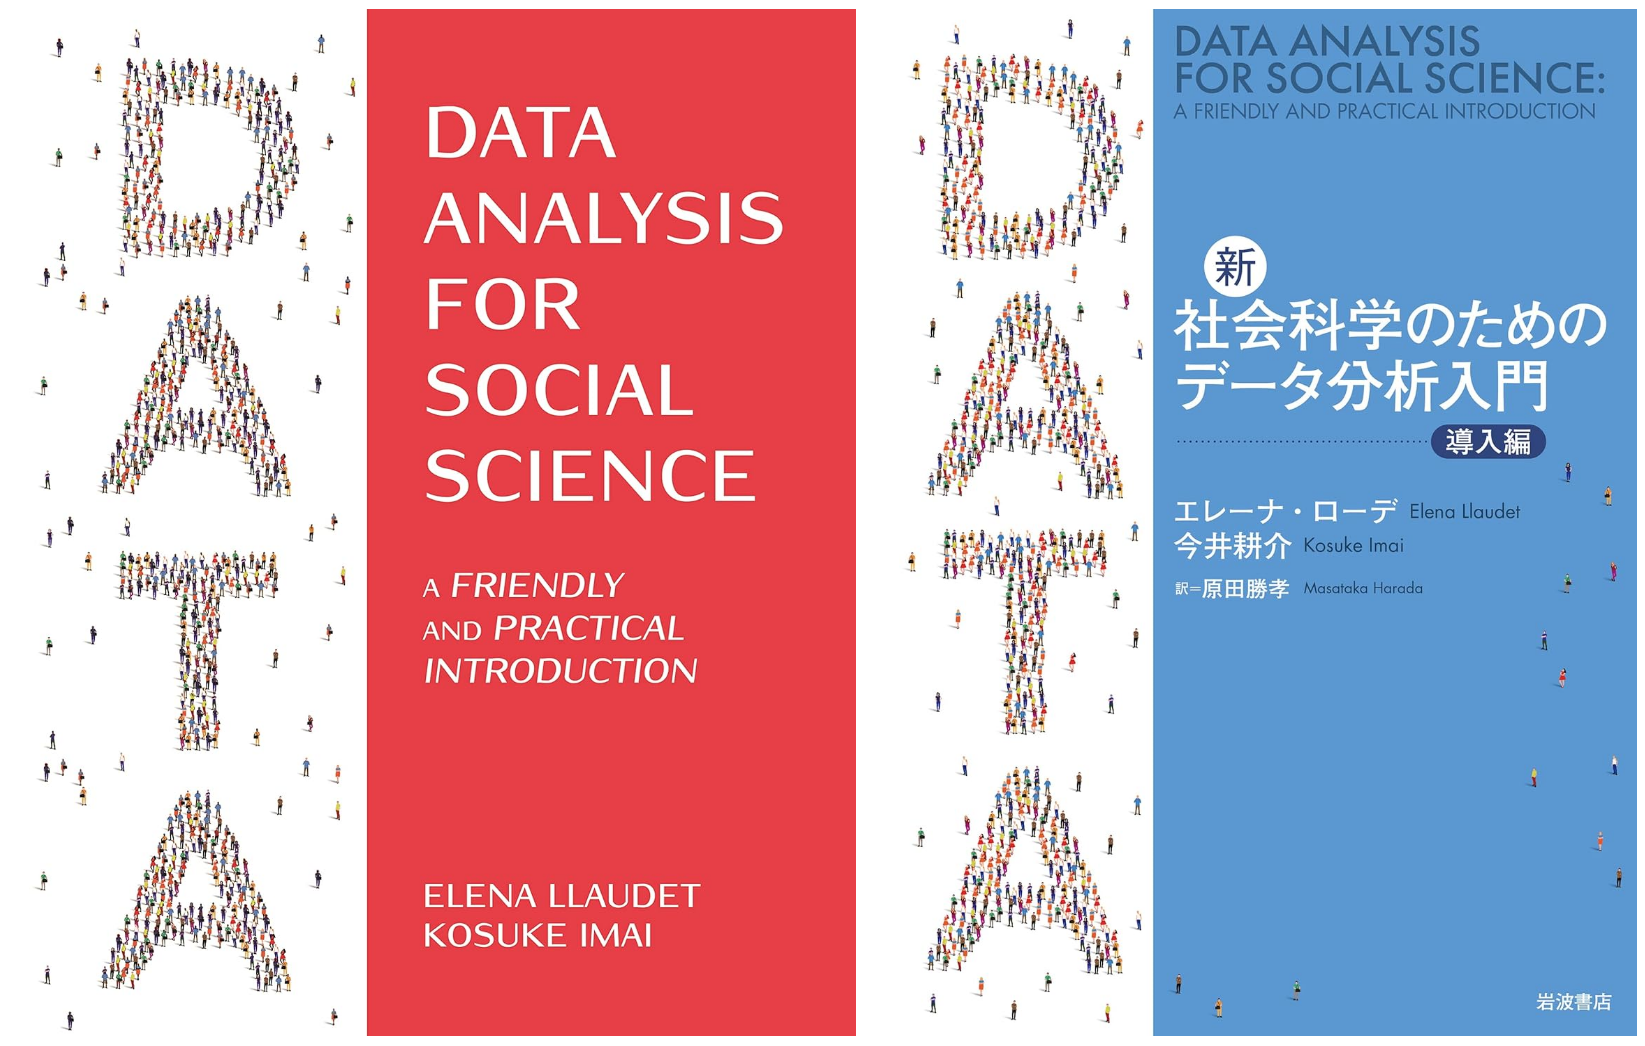 DATA
DATA
ANALYSIS
FOR
SOCIAL
SCIENCE
A FRIENDLY
AND PRACTICAL
INTRODUCTION
ELENA LLAUDET
KOSUKE IMAI
DATA
DATA ANALYSIS
FOR SOCIAL SCIENCE:
A FRIENDLY AND PRACTICAL INTRODUCTION
新
社会科学のための
データ分析入門
導入編
エレーナ・ローデ Elena Llaudet
今井耕介 Kosuke Imai
訳=原田勝孝 Masataka Harada
岩波書店